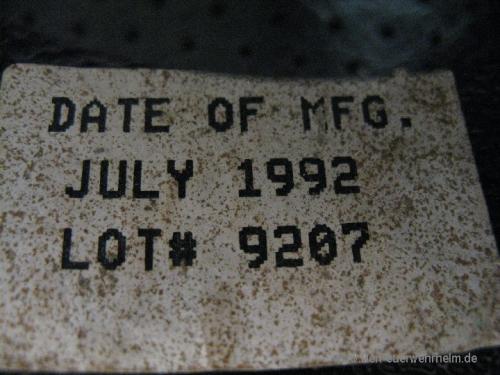 DATE OF MFG.
JULY 1992
LOT# 9207